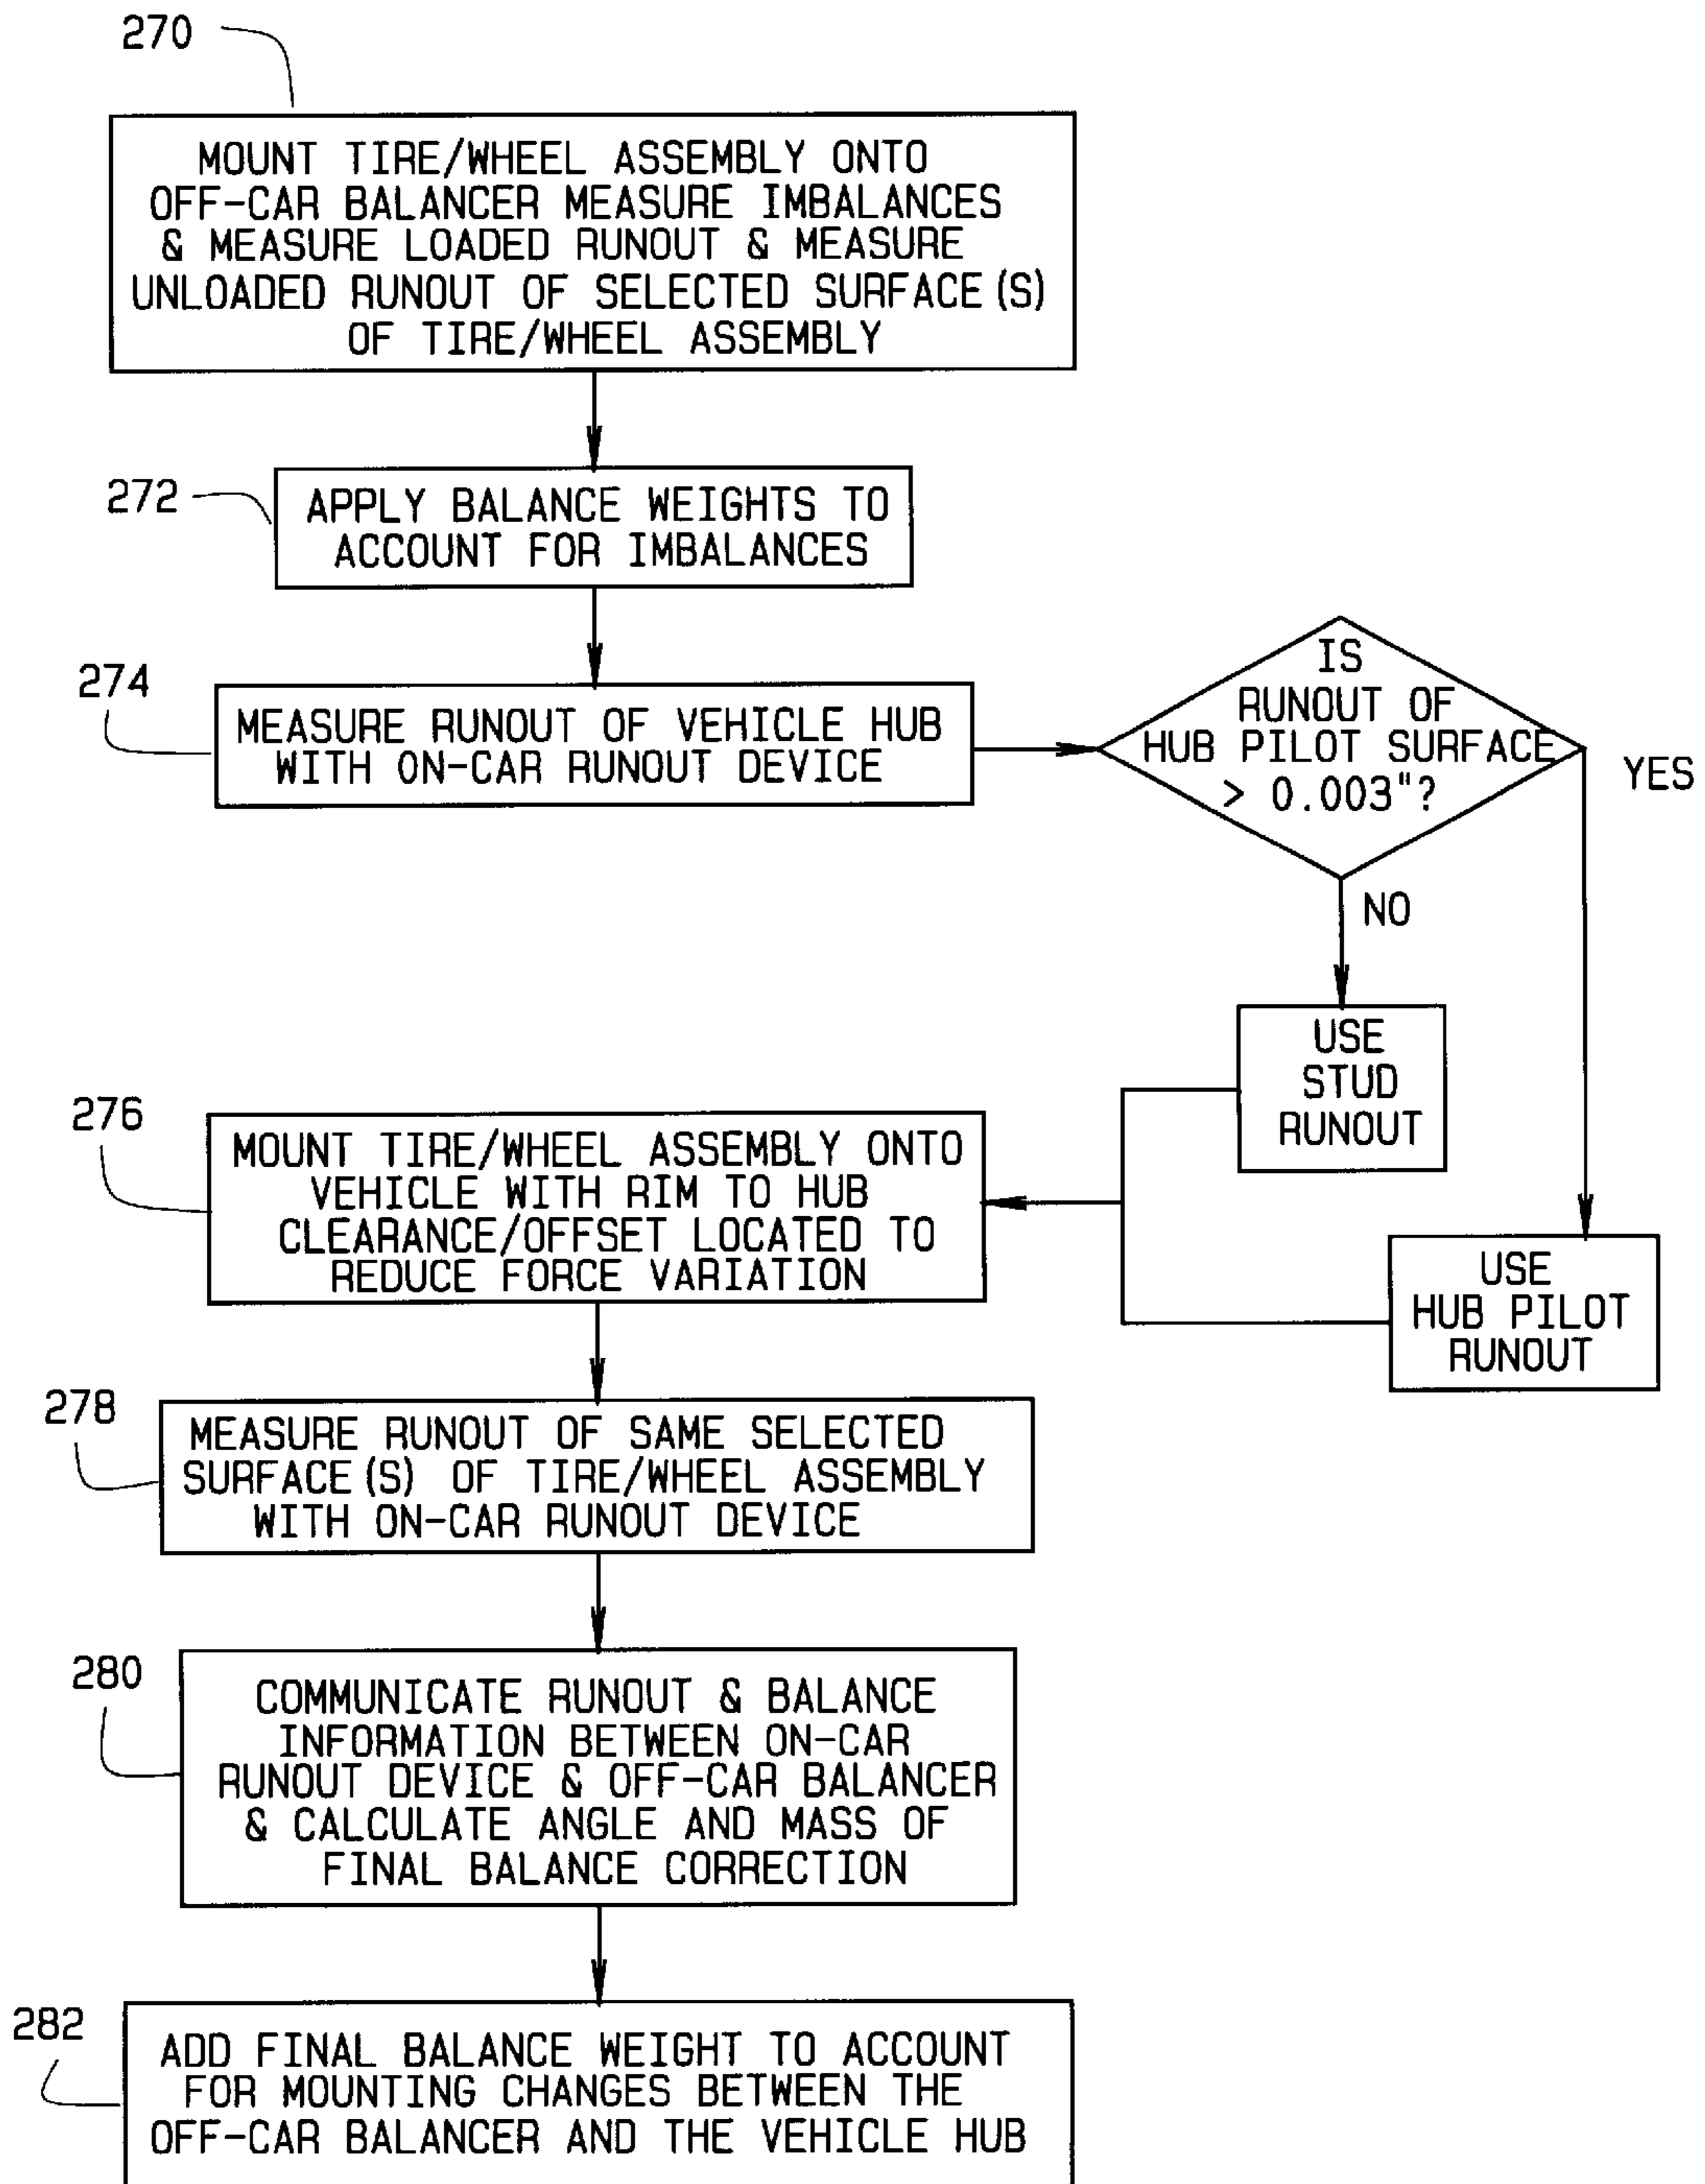 270
MOUNT TIRE/WHEEL ASSEMBLY ONTO
OFF-CAR BALANCER MEASURE IMBALANCES
& MEASURE LOADED RUNOUT & MEASURE
UNLOADED RUNOUT OF SELECTED SURFACE(S)
OF TIRE/WHEEL ASSEMBLY
272
APPLY BALANCE WEIGHTS TO
ACCOUNT FOR IMBALANCES
274
MEASURE RUNOUT OF VEHICLE HUB
WITH ON-CAR RUNOUT DEVICE
IS
RUNOUT OF
HUB PILOT SURFACE
> 0.003"?
YES
NO
USE
STUD
RUNOUT
USE
HUB PILOT
RUNOUT
276
MOUNT TIRE/WHEEL ASSEMBLY ONTO
VEHICLE WITH RIM TO HUB
CLEARANCE/OFFSET LOCATED TO
REDUCE FORCE VARIATION
278
MEASURE RUNOUT OF SAME SELECTED
SURFACE(S) OF TIRE/WHEEL ASSEMBLY
WITH ON-CAR RUNOUT DEVICE
280
COMMUNICATE RUNOUT & BALANCE
INFORMATION BETWEEN ON-CAR
RUNOUT DEVICE & OFF-CAR BALANCER
& CALCULATE ANGLE AND MASS OF
FINAL BALANCE CORRECTION
282
ADD FINAL BALANCE WEIGHT TO ACCOUNT
FOR MOUNTING CHANGES BETWEEN THE
OFF-CAR BALANCER AND THE VEHICLE HUB